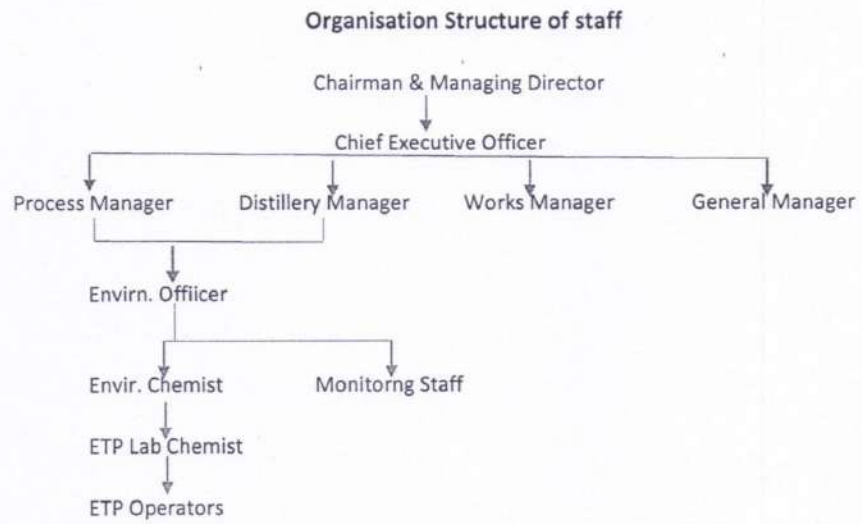 Organisation Structure of staff
Chairman & Managing Director
Chief Executive Officer
Process Manager Distillery Manager Works Manager General Manager
Envirn. Offiicer
Envir. Chemist Monitorng Staff
ETP Lab Chemist
ETP Operators